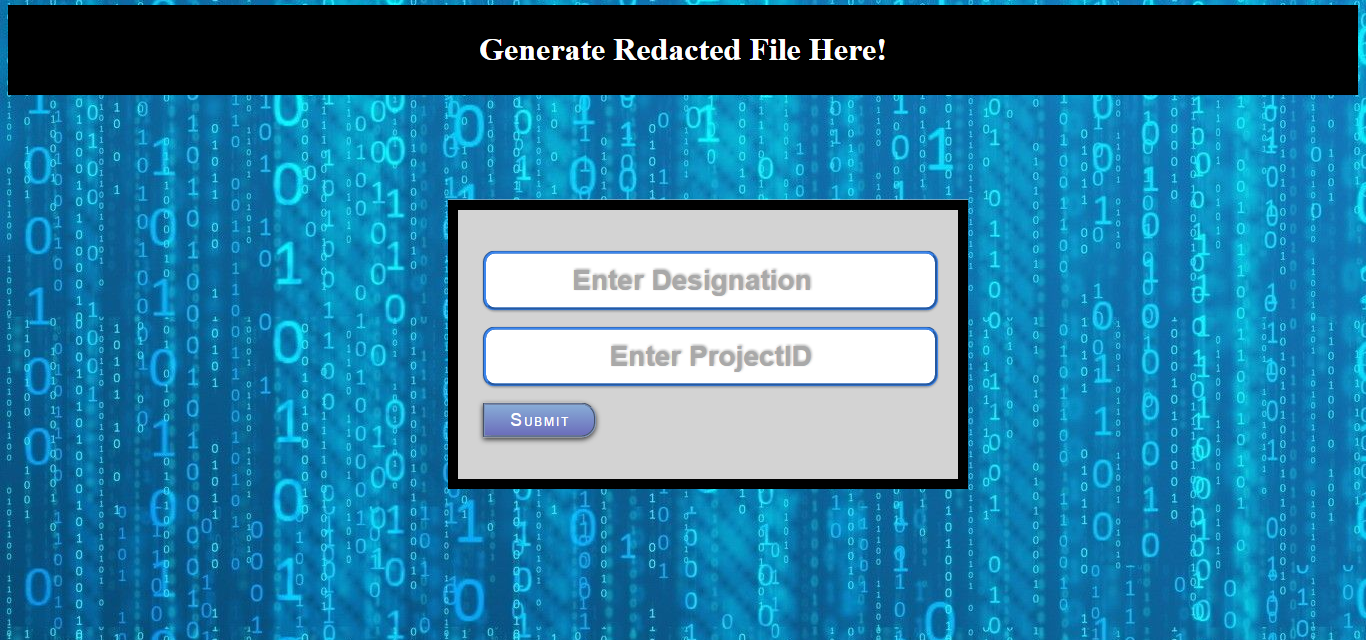 Generate Redacted File Here!
Enter Designation
Enter ProjectID
Submit